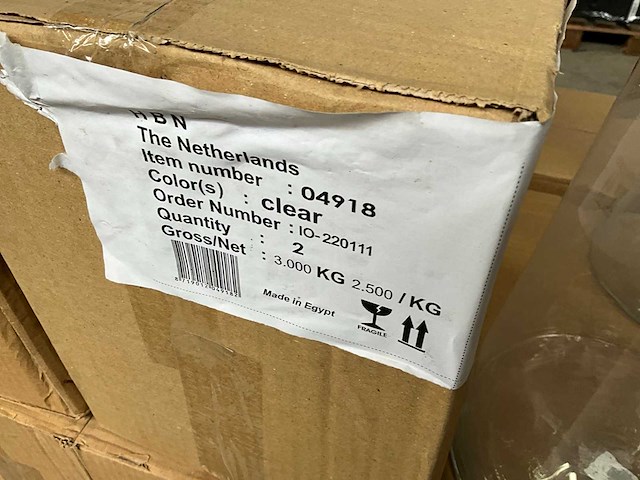 HBN
The Netherlands
Item number : 04918
Color(s) : clear
Order Number : IO-220111
Quantity : 2
Gross/Net : 3.000 KG 2.500 / KG
Made in Egypt
FRAGILE